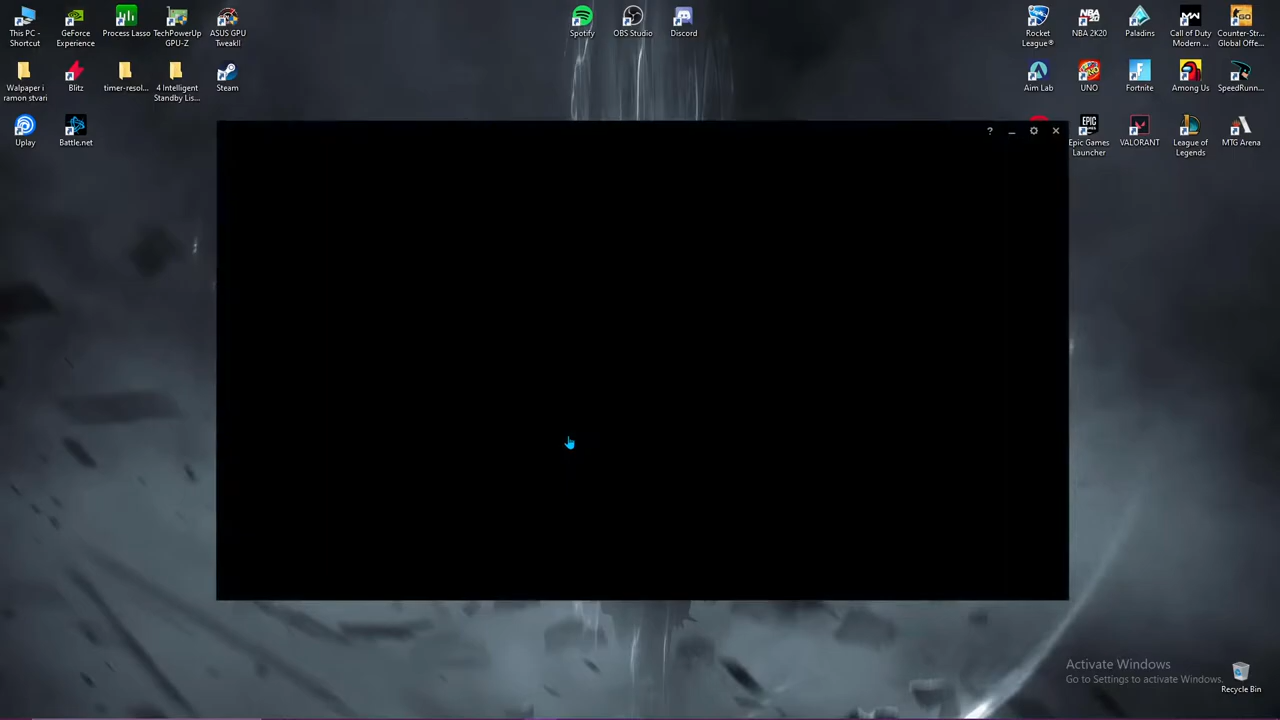 This PC -
Shortcut
GeForce
Experience
Process Lasso
TechPowerUp
GPU-Z
ASUS GPU
TweakII
Spotify
OBS Studio
Discord
Rocket
League®
NBA 2K20
Paladins
Call of Duty
Modern ...
Counter-Str...
Global Offe...
Walpaper i
ramon stvari
Blitz
timer-resol...
4 Intelligent
Standby Lis...
Steam
Aim Lab
UNO
Fortnite
Among Us
SpeedRunn...
Uplay
Battle.net
Epic Games
Launcher
VALORANT
League of
Legends
MTG Arena
?
Activate Windows
Go to Settings to activate Windows.
Recycle Bin